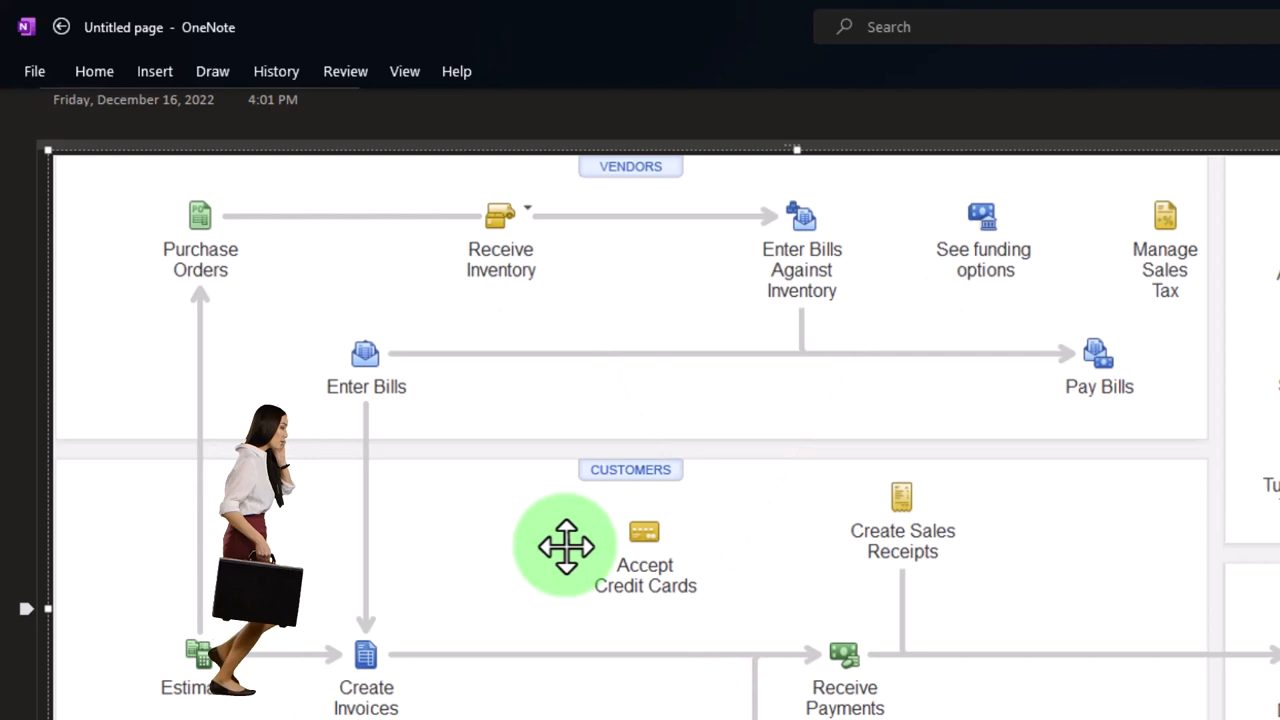 Untitled page - OneNote
Search
File Home Insert Draw History Review View Help
Friday, December 16, 2022 4:01 PM
VENDORS
Purchase
Orders
Receive
Inventory
Enter Bills
Against
Inventory
See funding
options
Manage
Sales
Tax
Enter Bills
Pay Bills
CUSTOMERS
Accept
Credit Cards
Create Sales
Receipts
Create
Invoices
Receive
Payments